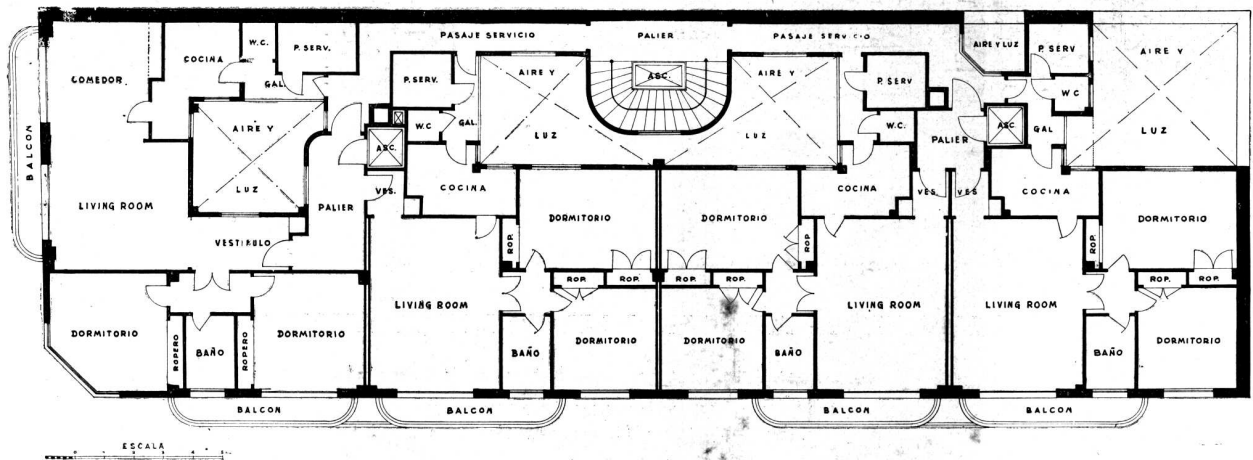 PASAJE SERVICIO
PALIER
PASAJE SERVICIO
W.C.
P. SERV.
AIRE Y LUZ
P. SERV
AIRE Y
COCINA
COMEDOR
GAL.
P. SERV.
AIRE Y
ASC.
AIRE Y
P. SERV
W C
AIRE Y
W.C
GAL.
LUZ
LUZ
W.C.
PALIER
ASC
GAL
LUZ
BALCON
ASC.
LUZ
VES.
COCINA
COCINA
VES
VES
COCINA
LIVING ROOM
PALIER
DORMITORIO
DORMITORIO
DORMITORIO
VESTIBULO
ROP.
ROP.
ROP.
ROP.
ROP.
ROP.
ROP.
ROP.
ROP.
DORMITORIO
ROPERO
BAÑO
ROPERO
DORMITORIO
LIVING ROOM
BAÑO
DORMITORIO
DORMITORIO
BAÑO
LIVING ROOM
LIVING ROOM
BAÑO
DORMITORIO
BALCON
BALCON
BALCON
BALCON
ESCALA